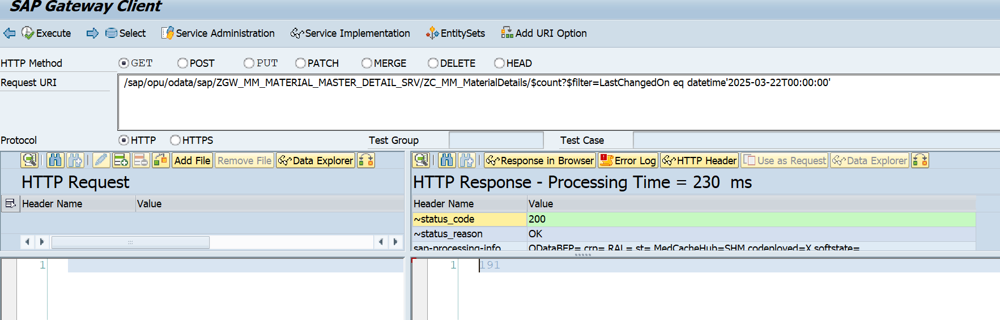 SAP Gateway Client
Execute Select Service Administration Service Implementation EntitySets Add URI Option
HTTP Method GET POST PUT PATCH MERGE DELETE HEAD
Request URI /sap/opu/odata/sap/ZGW_MM_MATERIAL_MASTER_DETAIL_SRV/ZC_MM_MaterialDetails/$count?$filter=LastChangedOn eq datetime'2025-03-22T00:00:00'
Protocol HTTP HTTPS Test Group Test Case
Add File Remove File Data Explorer
HTTP Request
Header Name Value
1
Response in Browser Error Log HTTP Header Use as Request Data Explorer
HTTP Response - Processing Time = 230 ms
Header Name Value
~status_code 200
~status_reason OK
sap-processing-info ODataBEP= crp= RAL= st= MedCacheHub=SHM codeployed=X softstate=
1 191